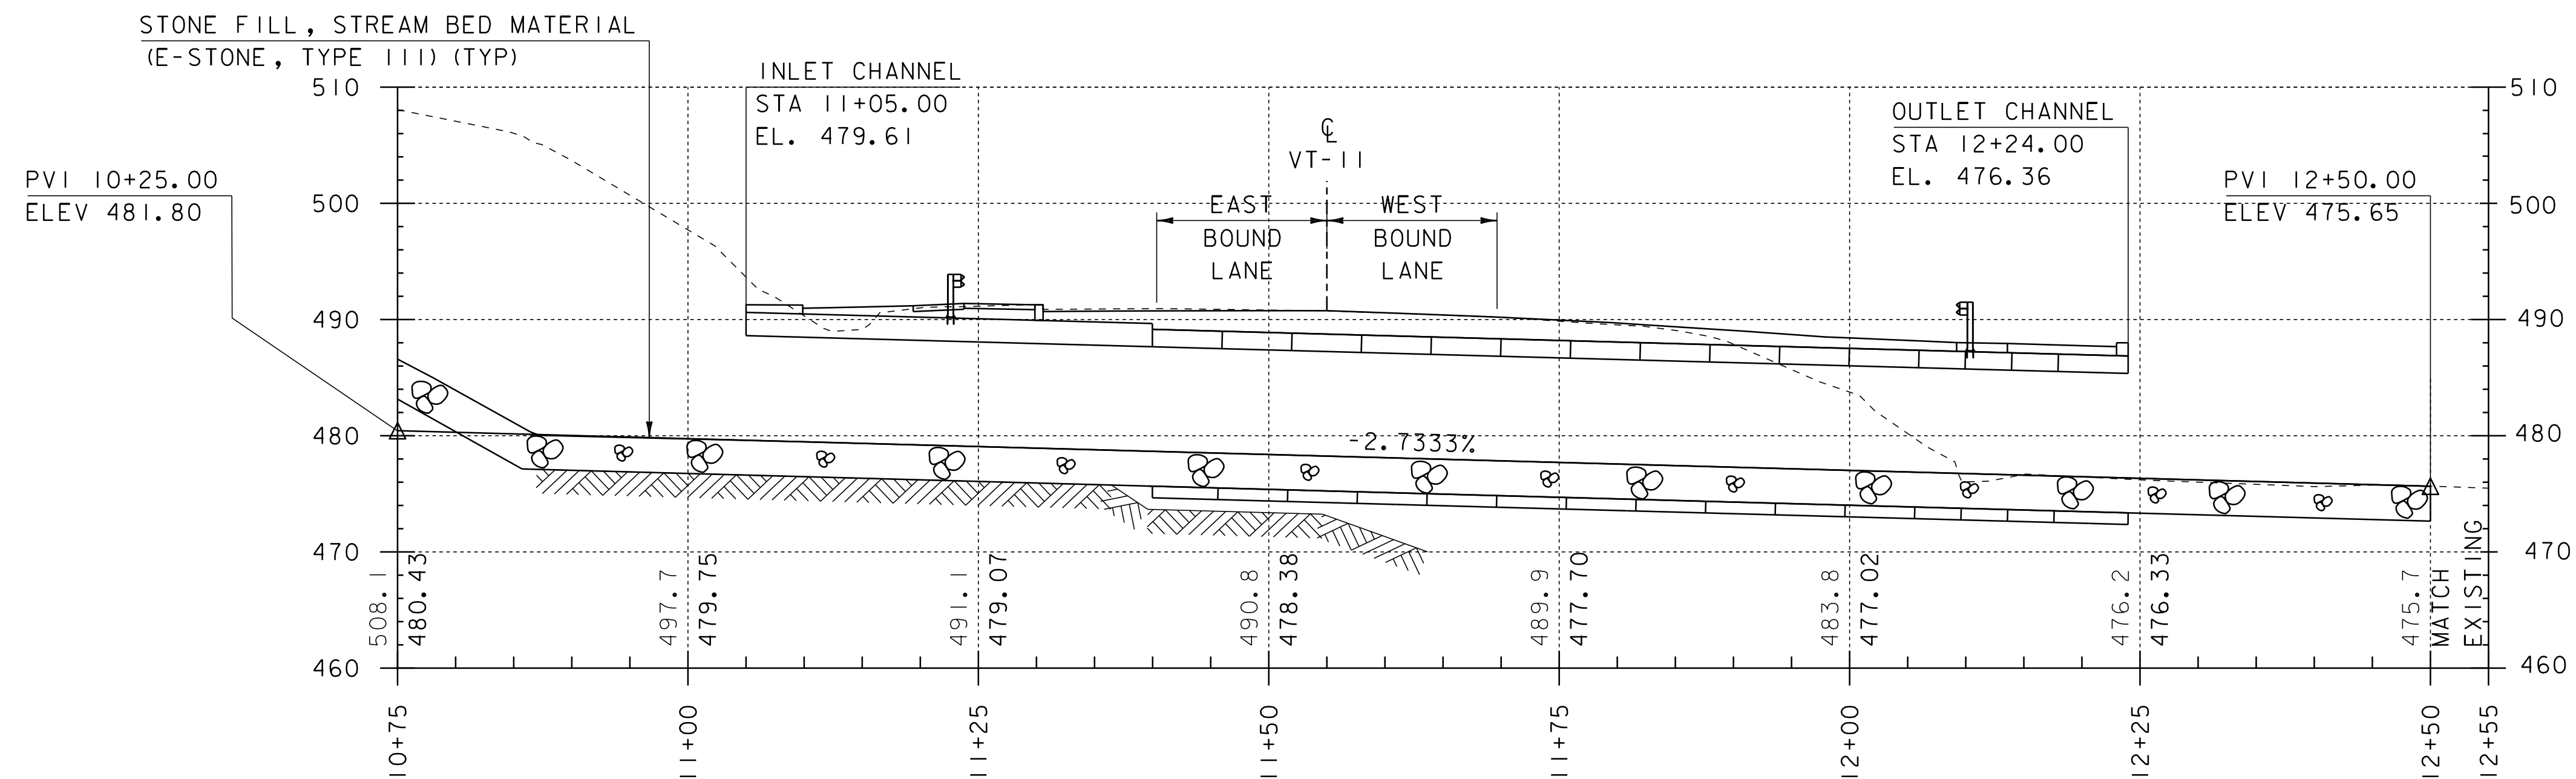 STONE FILL, STREAM BED MATERIAL
(E-STONE, TYPE III) (TYP)
INLET CHANNEL
STA 11+05.00
EL. 479.61
℄
VT-11
EAST
BOUND
LANE
WEST
BOUND
LANE
OUTLET CHANNEL
STA 12+24.00
EL. 476.36
PVI 10+25.00
ELEV 481.80
PVI 12+50.00
ELEV 475.65
510
500
490
480
470
460
510
500
490
480
470
460
-2.7333%
508.1
480.43
497.7
479.75
491.1
479.07
490.8
478.38
489.9
477.70
483.8
477.02
476.2
476.33
475.7
MATCH
EXISTING
10+75
11+00
11+25
11+50
11+75
12+00
12+25
12+50
12+55